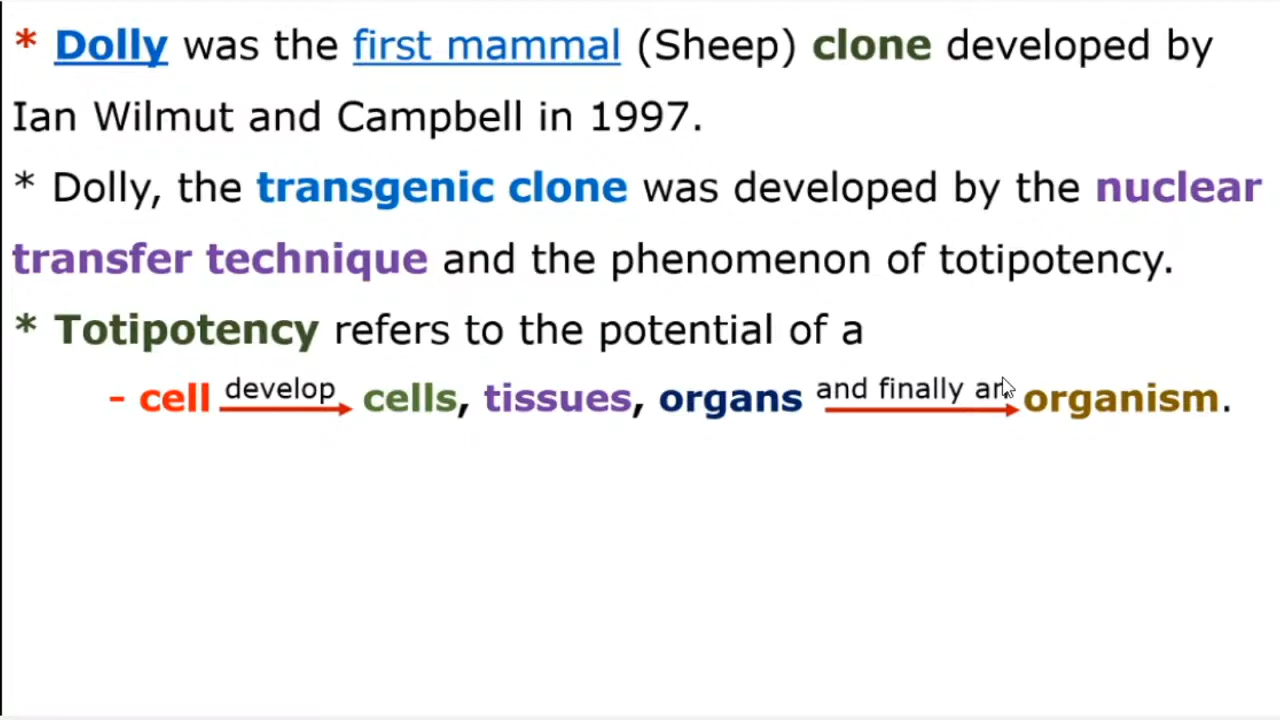 * Dolly was the first mammal (Sheep) clone developed by
Ian Wilmut and Campbell in 1997.
* Dolly, the transgenic clone was developed by the nuclear
transfer technique and the phenomenon of totipotency.
* Totipotency refers to the potential of a
- cell develop cells, tissues, organs and finally an organism.